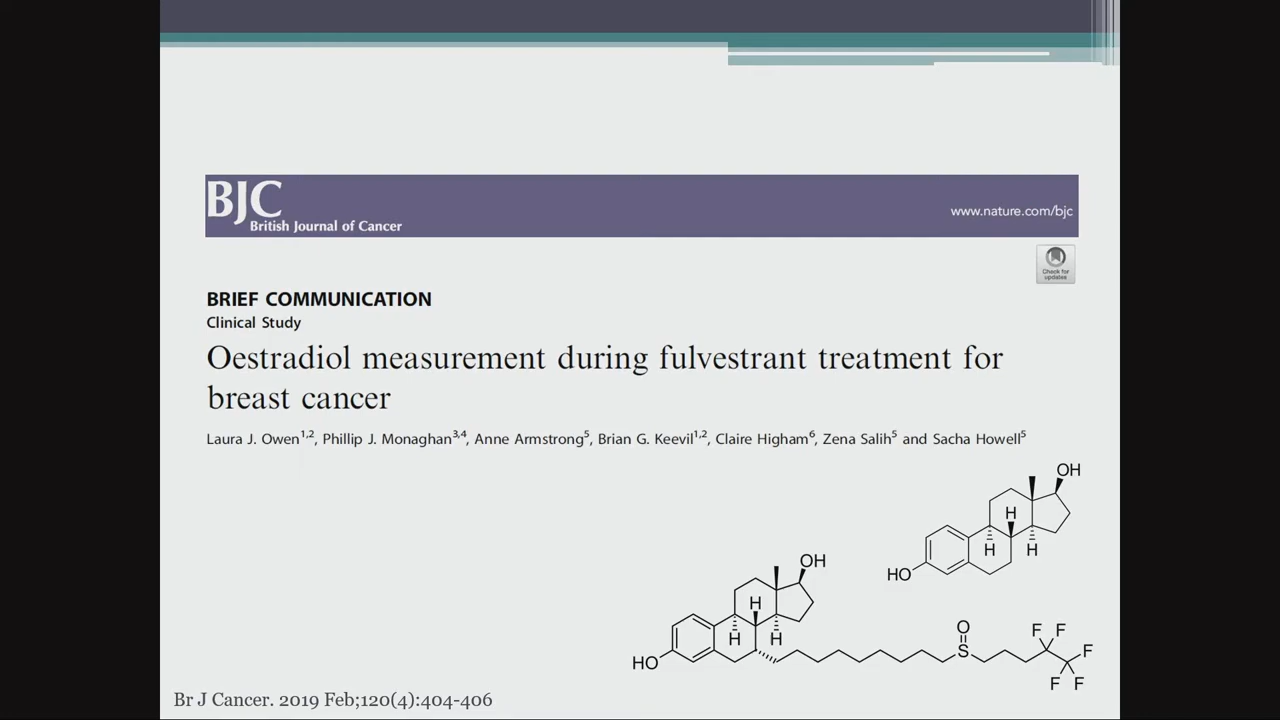 BJC
British Journal of Cancer
www.nature.com/bjc
Check for
updates
BRIEF COMMUNICATION
Clinical Study
Oestradiol measurement during fulvestrant treatment for
breast cancer
Laura J. Owen1,2, Phillip J. Monaghan3,4, Anne Armstrong5, Brian G. Keevil1,2, Claire Higham6, Zena Salih5 and Sacha Howell5
OH
H
H
H
HO
OH
H
H
H
HO
O
S
F
F
F
F
F
Br J Cancer. 2019 Feb;120(4):404-406